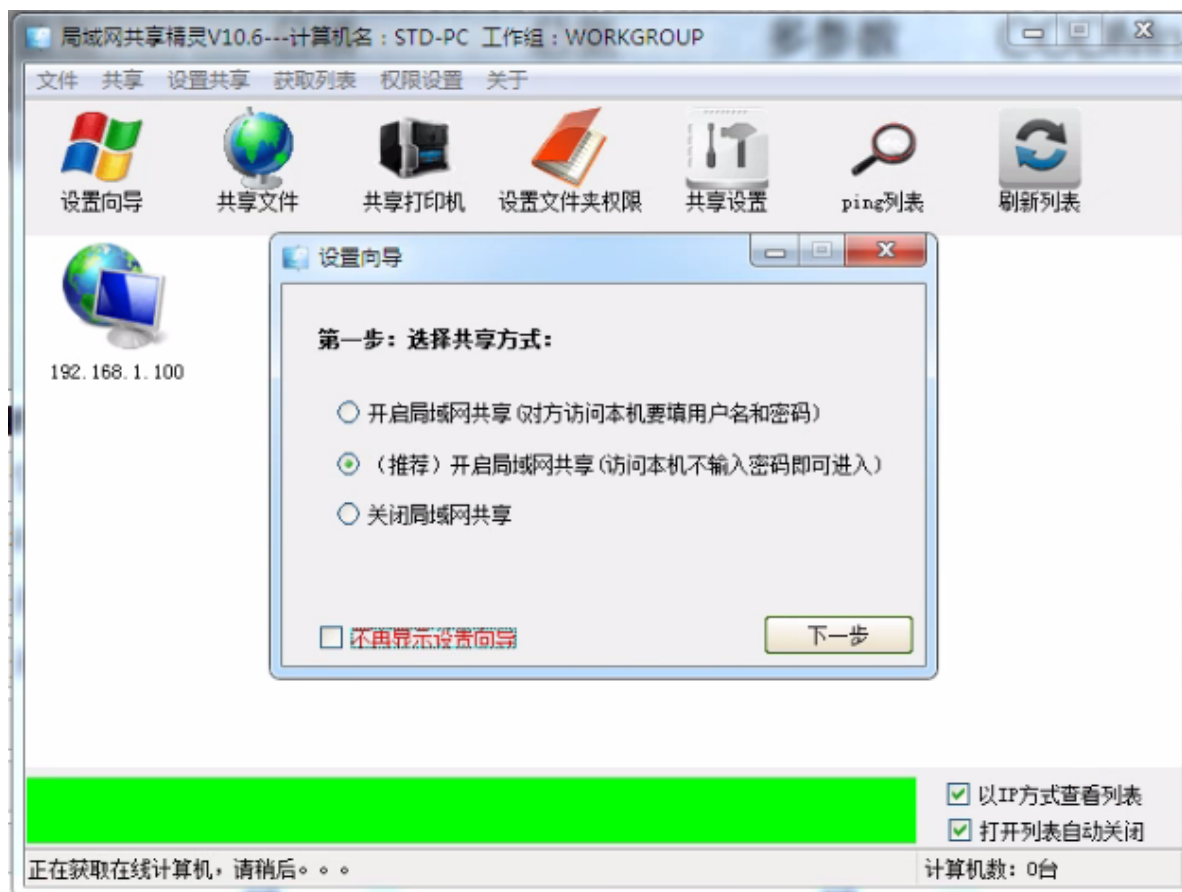 局域网共享精灵V10.6---计算机名：STD-PC 工作组：WORKGROUP
文件 共享 设置共享 获取列表 权限设置 关于
设置向导 共享文件 共享打印机 设置文件夹权限 共享设置 ping列表 刷新列表
192.168.1.100
设置向导
第一步：选择共享方式：
开启局域网共享(对方访问本机要填用户名和密码)
（推荐）开启局域网共享(访问本机不输入密码即可进入)
关闭局域网共享
不再显示设置向导
下一步
以IP方式查看列表
打开列表自动关闭
正在获取在线计算机，请稍后。。。
计算机数：0台